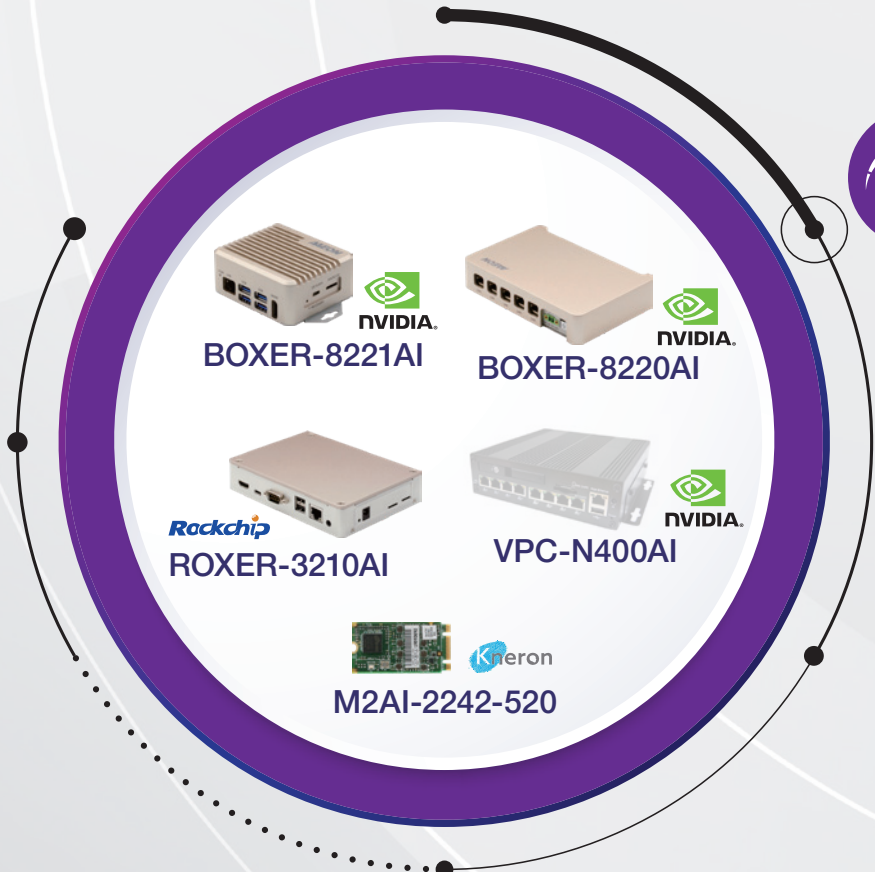 NVIDIA.
BOXER-8221AI
NVIDIA.
BOXER-8220AI
Rockchip
ROXER-3210AI
NVIDIA.
VPC-N400AI
Kneron
M2AI-2242-520